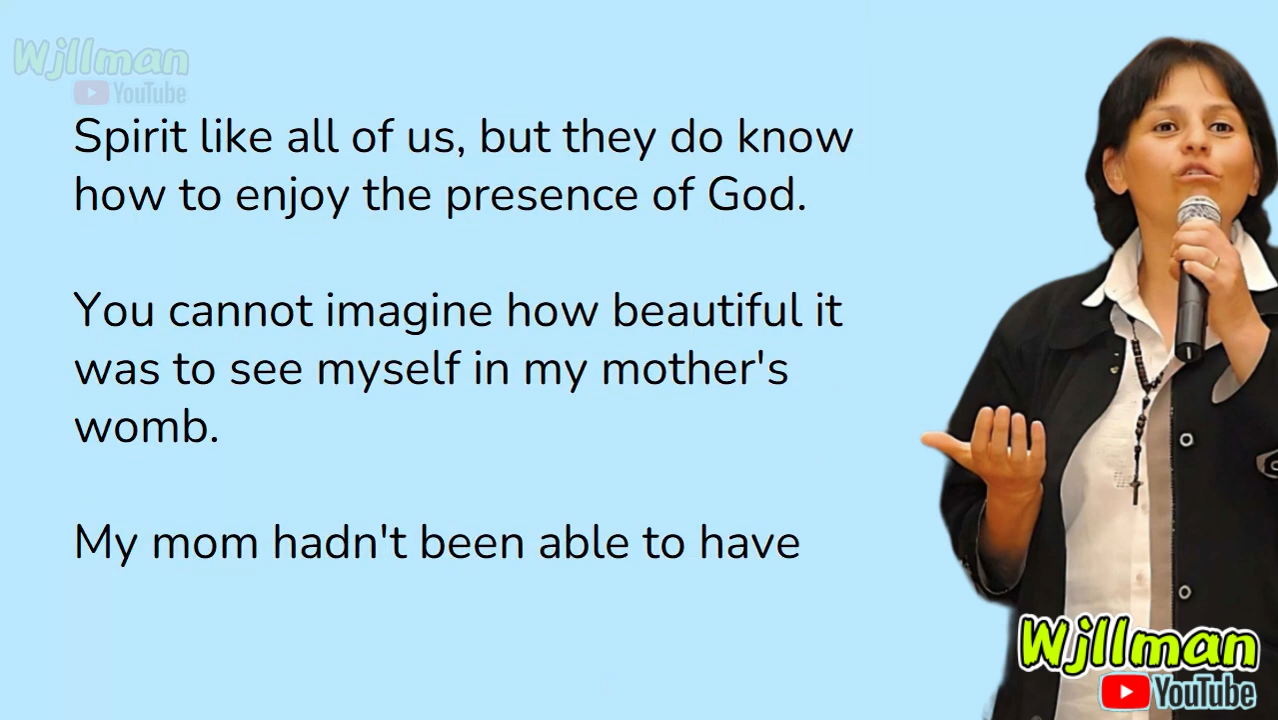 Wjllman
YouTube
Spirit like all of us, but they do know
how to enjoy the presence of God.
You cannot imagine how beautiful it
was to see myself in my mother's
womb.
My mom hadn't been able to have
Wjllman
YouTube